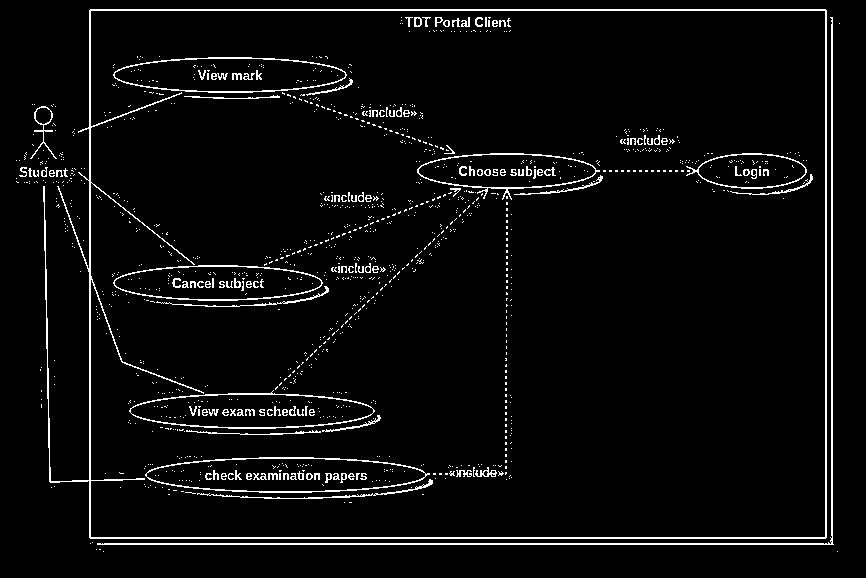 TDT Portal Client
View mark
«include»
Student
Choose subject
«include»
Login
«include»
Cancel subject
«include»
View exam schedule
check examination papers
«include»